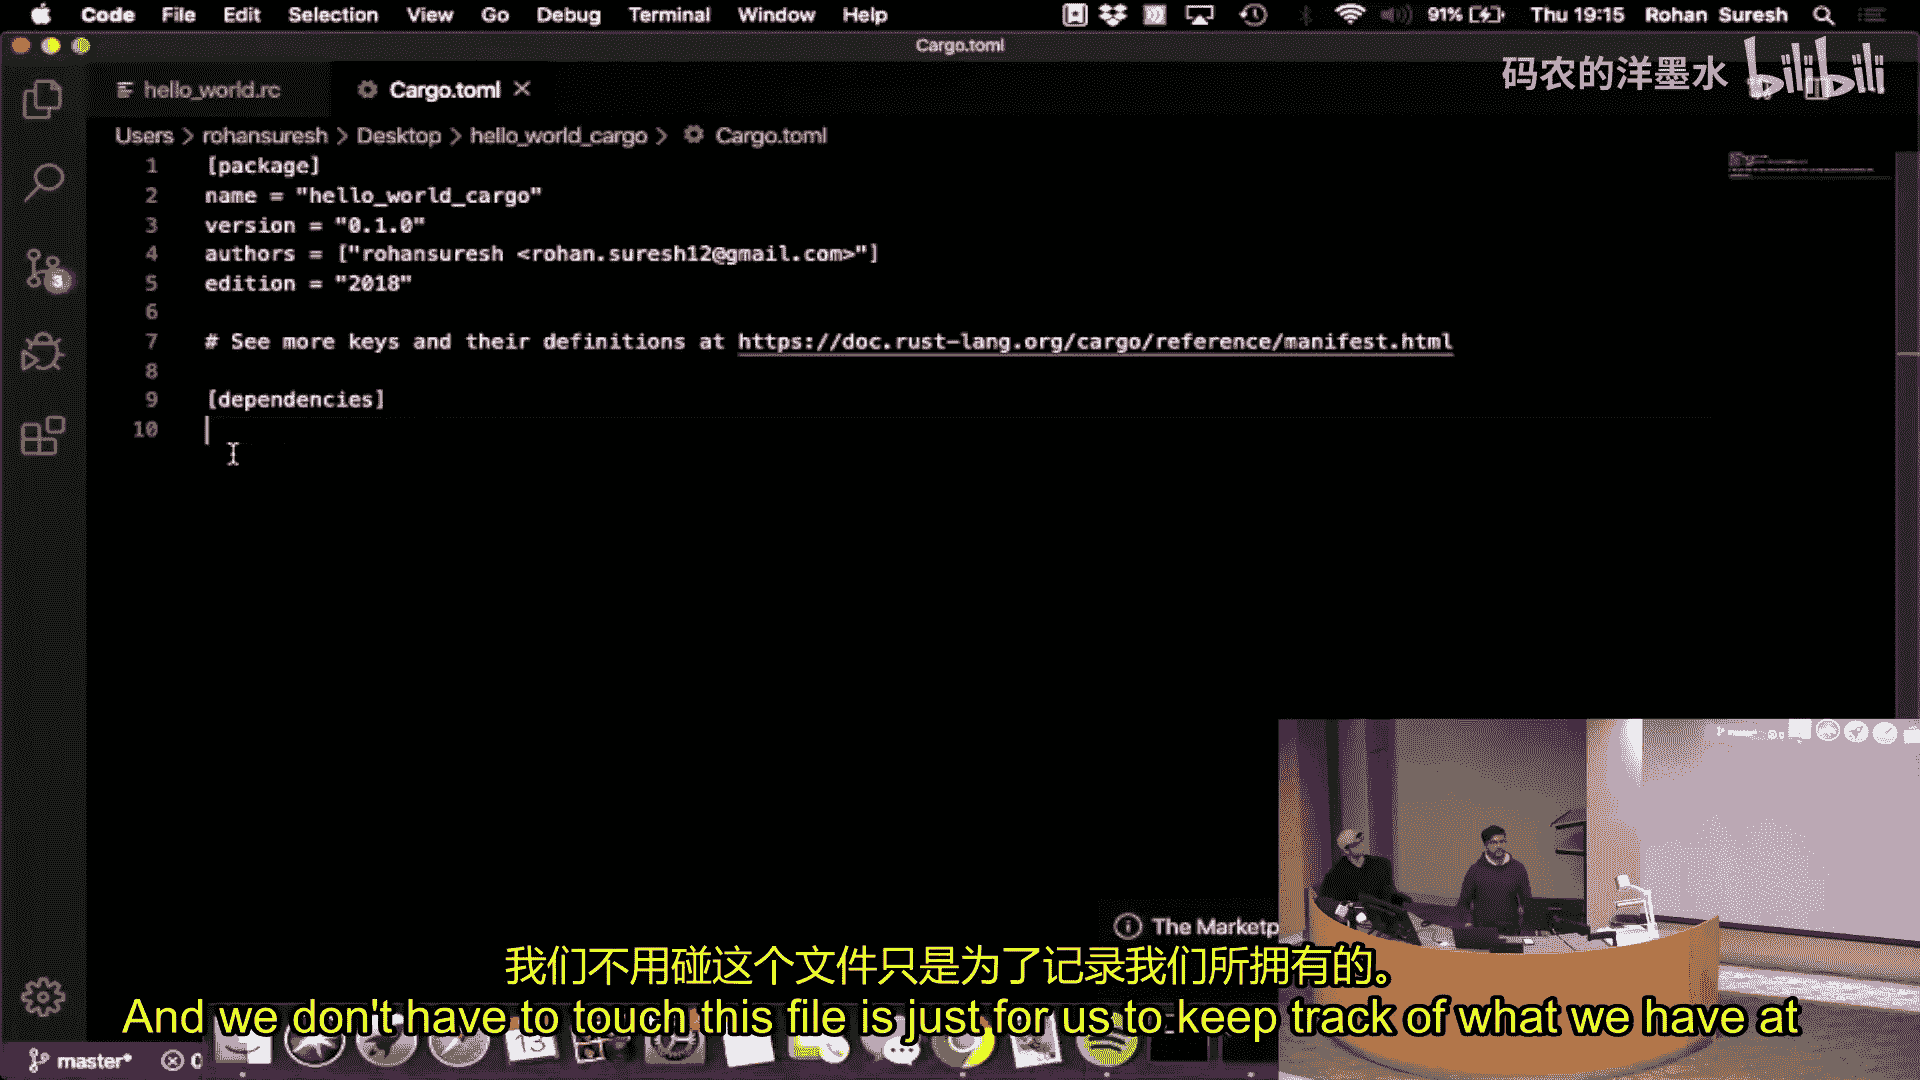 Code File Edit Selection View Go Debug Terminal Window Help 91% Thu 19:15 Rohan Suresh
Cargo.toml
码农的洋墨水 bilibili
hello_world.rc Cargo.toml
Users > rohansuresh > Desktop > hello_world_cargo > Cargo.toml
1 [package]
2 name = "hello_world_cargo"
3 version = "0.1.0"
4 authors = ["rohansuresh <rohan.suresh12@gmail.com>"]
5 edition = "2018"
6
7 # See more keys and their definitions at https://doc.rust-lang.org/cargo/reference/manifest.html
8
9 [dependencies]
10
3
The Marketp
我们不用碰这个文件只是为了记录我们所拥有的。
And we don't have to touch this file is just for us to keep track of what we have at
13
master* 0